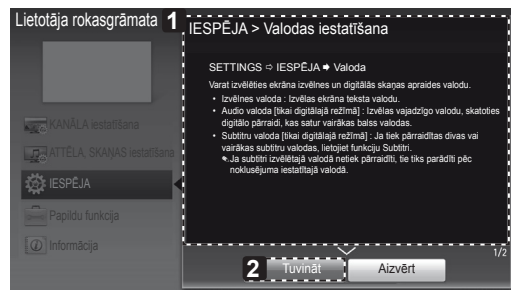 Lietotāja rokasgrāmata
1
IESPĒJA > Valodas iestatīšana
SETTINGS ⇨ IESPĒJA ➧ Valoda
Varat izvēlēties ekrāna izvēlnes un digitālās skaņas apraides valodu.
• Izvēlnes valoda : Izvēlas ekrāna teksta valodu.
• Audio valoda [tikai digitālajā režīmā] : Izvēlas vajadzīgo valodu, skatoties
digitālo pārraidi, kas satur vairākas balss valodas.
• Subtitru valoda [tikai digitālajā režīmā] : Ja tiek pārraidītas divas vai
vairākas subtitru valodas, lietojiet funkciju Subtitri.
Ja subtitri izvēlētajā valodā netiek pārraidīti, tie tiks parādīti pēc
noklusējuma iestatītajā valodā.
KANĀLA iestatīšana
ATTĒLA, SKAŅAS iestatīšana
IESPĒJA
Papildu funkcija
Informācija
1/2
2
Tuvināt
Aizvērt